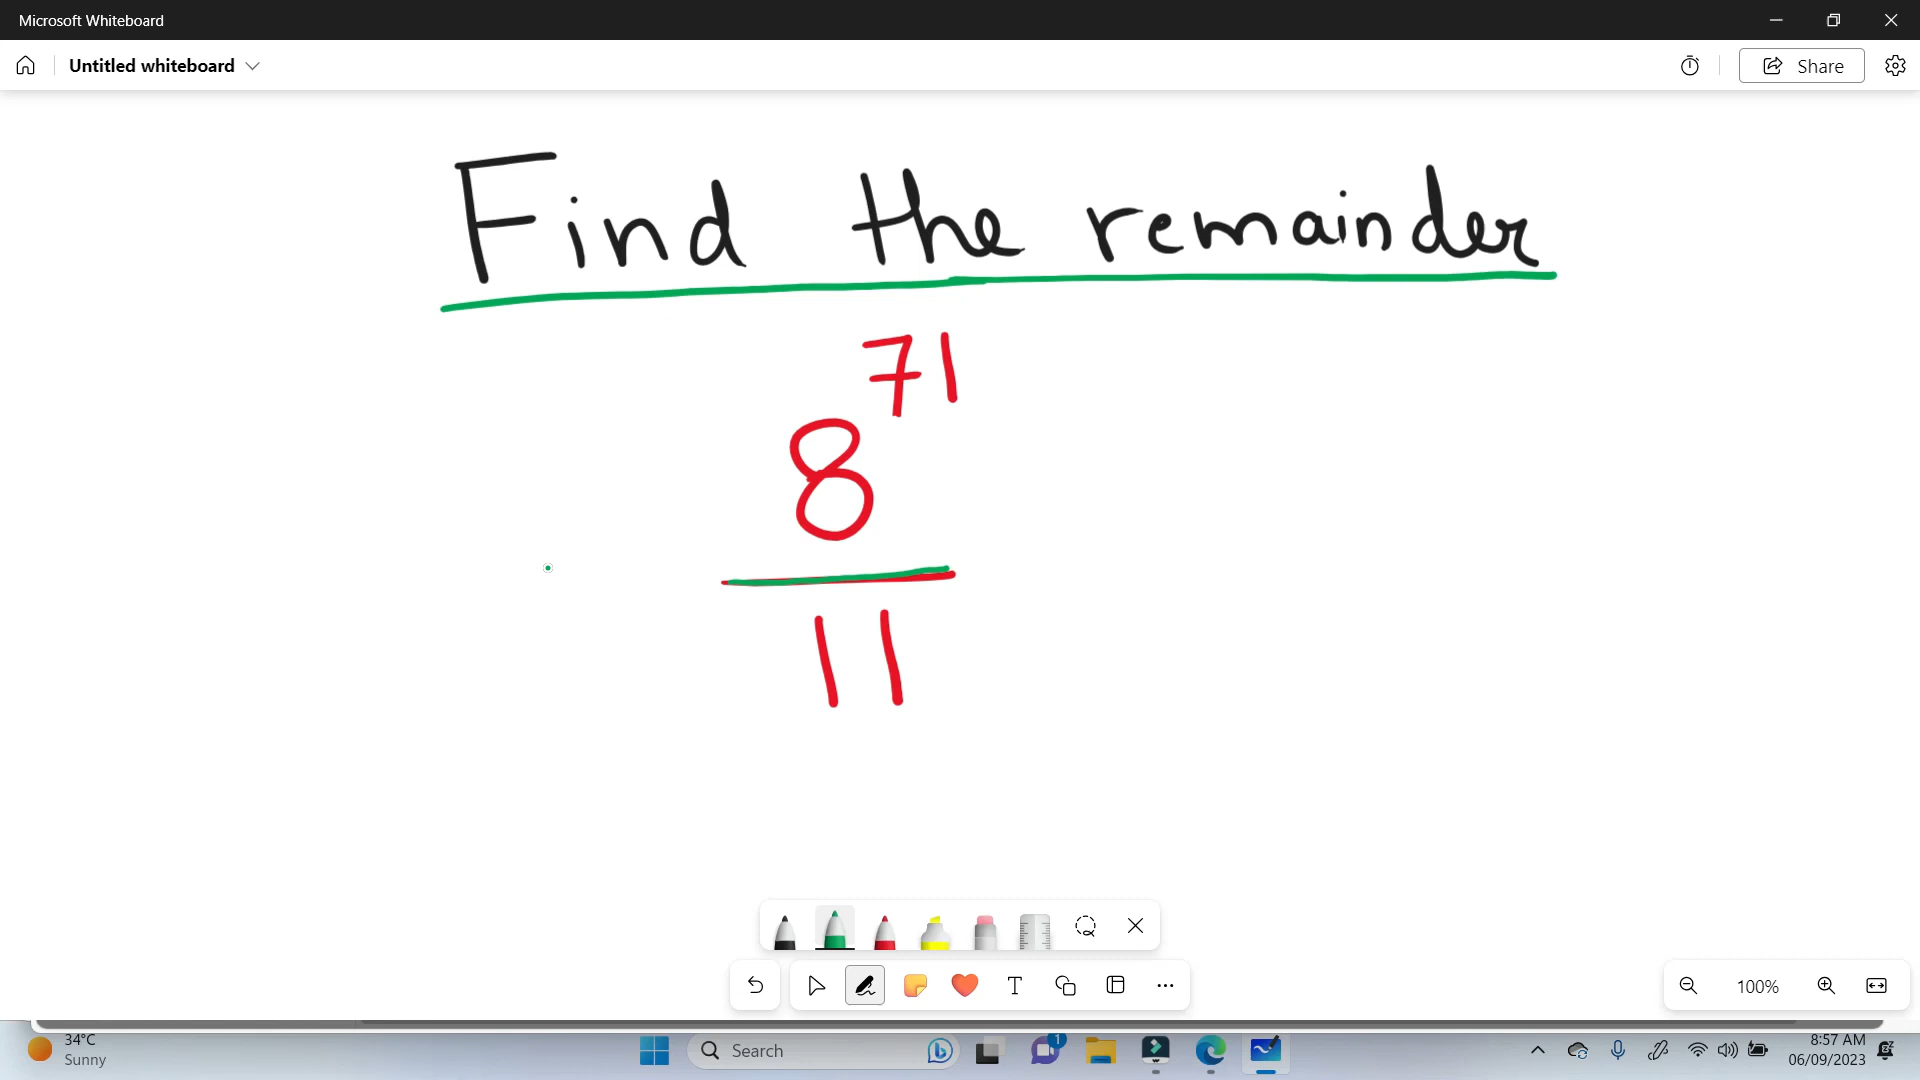 Microsoft Whiteboard
Untitled whiteboard
Share
Find the remainder
71
8
11
100%
34°C
Sunny
Search
1
8:57 AM
06/09/2023